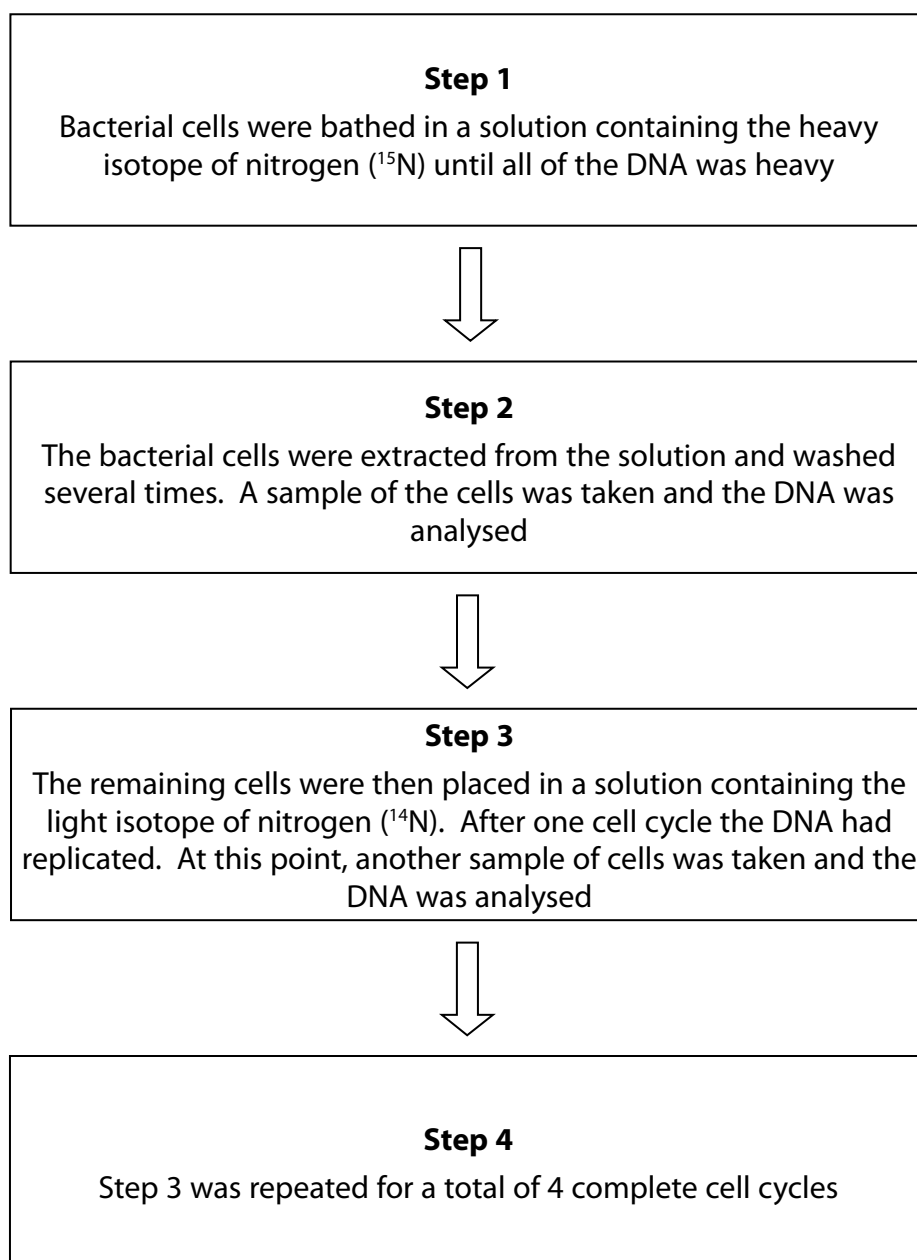 Step 1
Bacterial cells were bathed in a solution containing the heavy
isotope of nitrogen (¹⁵N) until all of the DNA was heavy
Step 2
The bacterial cells were extracted from the solution and washed
several times.  A sample of the cells was taken and the DNA was
analysed
Step 3
The remaining cells were then placed in a solution containing the
light isotope of nitrogen (¹⁴N).  After one cell cycle the DNA had
replicated.  At this point, another sample of cells was taken and the
DNA was analysed
Step 4
Step 3 was repeated for a total of 4 complete cell cycles